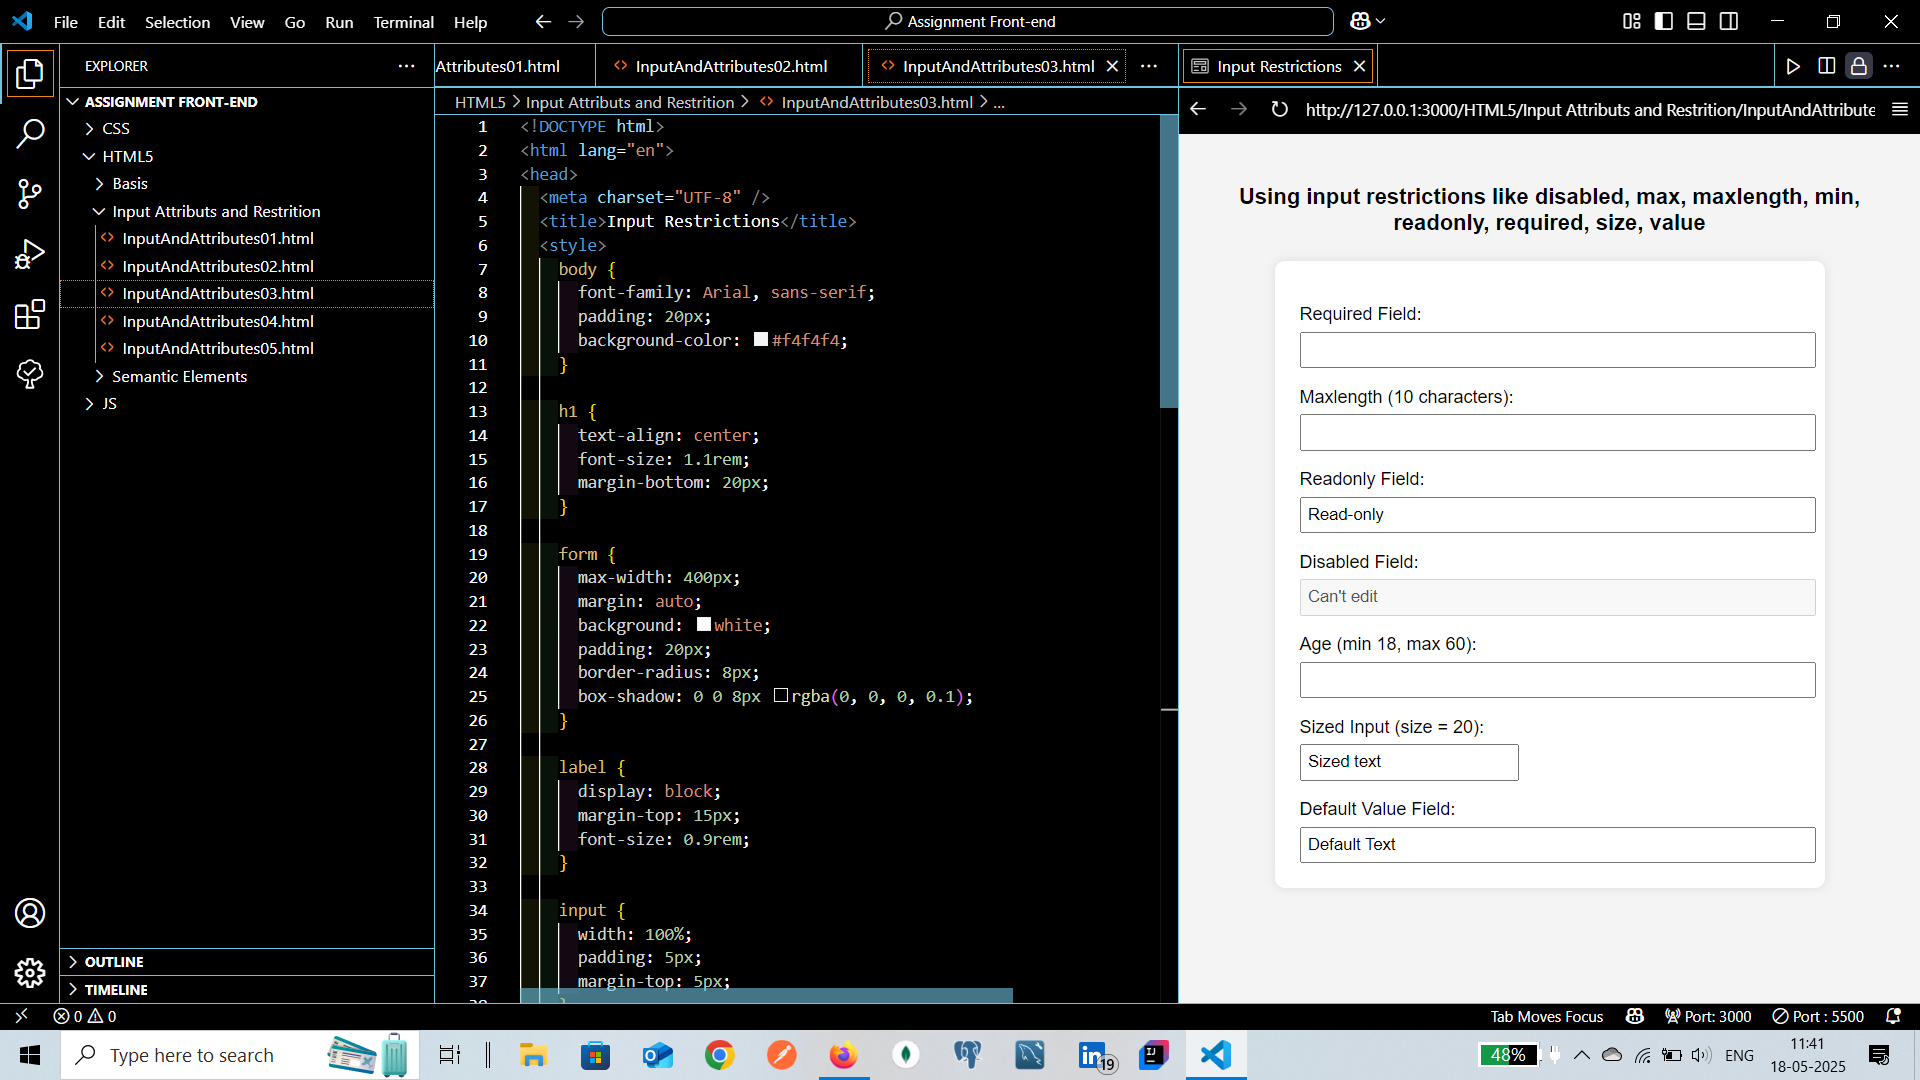 File Edit Selection View Go Run Terminal Help
Assignment Front-end
EXPLORER
ASSIGNMENT FRONT-END
CSS
HTML5
Basis
Input Attributs and Restrition
InputAndAttributes01.html
InputAndAttributes02.html
InputAndAttributes03.html
InputAndAttributes04.html
InputAndAttributes05.html
Semantic Elements
JS
OUTLINE
TIMELINE
Attributes01.html
InputAndAttributes02.html
InputAndAttributes03.html
HTML5 > Input Attributs and Restrition > InputAndAttributes03.html > ...
1 <!DOCTYPE html>
2 <html lang="en">
3 <head>
4 <meta charset="UTF-8" />
5 <title>Input Restrictions</title>
6 <style>
7 body {
8 font-family: Arial, sans-serif;
9 padding: 20px;
10 background-color: #f4f4f4;
11 }
12
13 h1 {
14 text-align: center;
15 font-size: 1.1rem;
16 margin-bottom: 20px;
17 }
18
19 form {
20 max-width: 400px;
21 margin: auto;
22 background: white;
23 padding: 20px;
24 border-radius: 8px;
25 box-shadow: 0 0 8px rgba(0, 0, 0, 0.1);
26 }
27
28 label {
29 display: block;
30 margin-top: 15px;
31 font-size: 0.9rem;
32 }
33
34 input {
35 width: 100%;
36 padding: 5px;
37 margin-top: 5px;
38 }
Input Restrictions
http://127.0.0.1:3000/HTML5/Input Attributs and Restrition/InputAndAttribute
Using input restrictions like disabled, max, maxlength, min,
readonly, required, size, value
Required Field:
Maxlength (10 characters):
Readonly Field:
Read-only
Disabled Field:
Can't edit
Age (min 18, max 60):
Sized Input (size = 20):
Sized text
Default Value Field:
Default Text
0 0
Tab Moves Focus
Port: 3000
Port : 5500
Type here to search
19
48%
ENG
11:41
18-05-2025